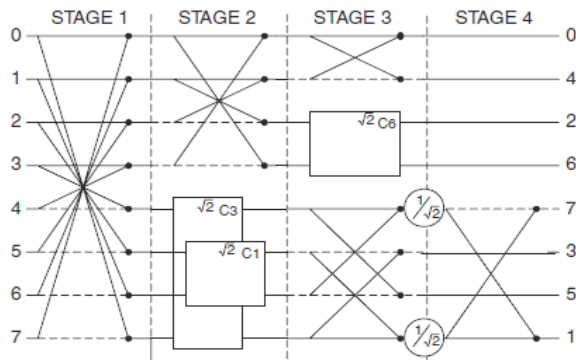 STAGE 1 STAGE 2 STAGE 3 STAGE 4
0 0
1 4
2 √2 C6 2
3 6
4 √2 C3 1/√2 7
5 √2 C1 3
6 5
7 1/√2 1